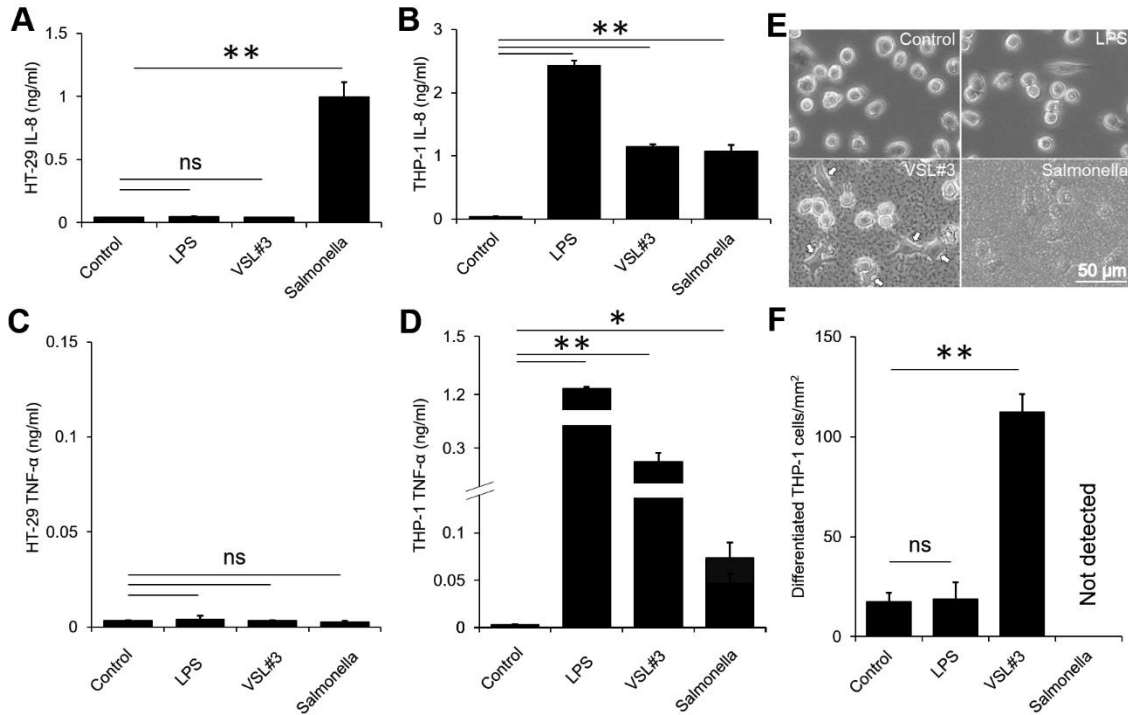 A
HT-29 IL-8 (ng/ml)
1.5
1
0.5
0
**
ns
Control
LPS
VSL#3
Salmonella
B
THP-1 IL-8 (ng/ml)
3
2
1
0
**
Control
LPS
VSL#3
Salmonella
E
Control
LPS
VSL#3
Salmonella
50 µm
C
HT-29 TNF-α (ng/ml)
0.15
0.1
0.05
0
ns
Control
LPS
VSL#3
Salmonella
D
THP-1 TNF-α (ng/ml)
1.5
1.2
0.3
0.1
0.05
0
*
**
Control
LPS
VSL#3
Salmonella
F
Differentiated THP-1 cells/mm²
150
100
50
0
**
ns
Not detected
Control
LPS
VSL#3
Salmonella